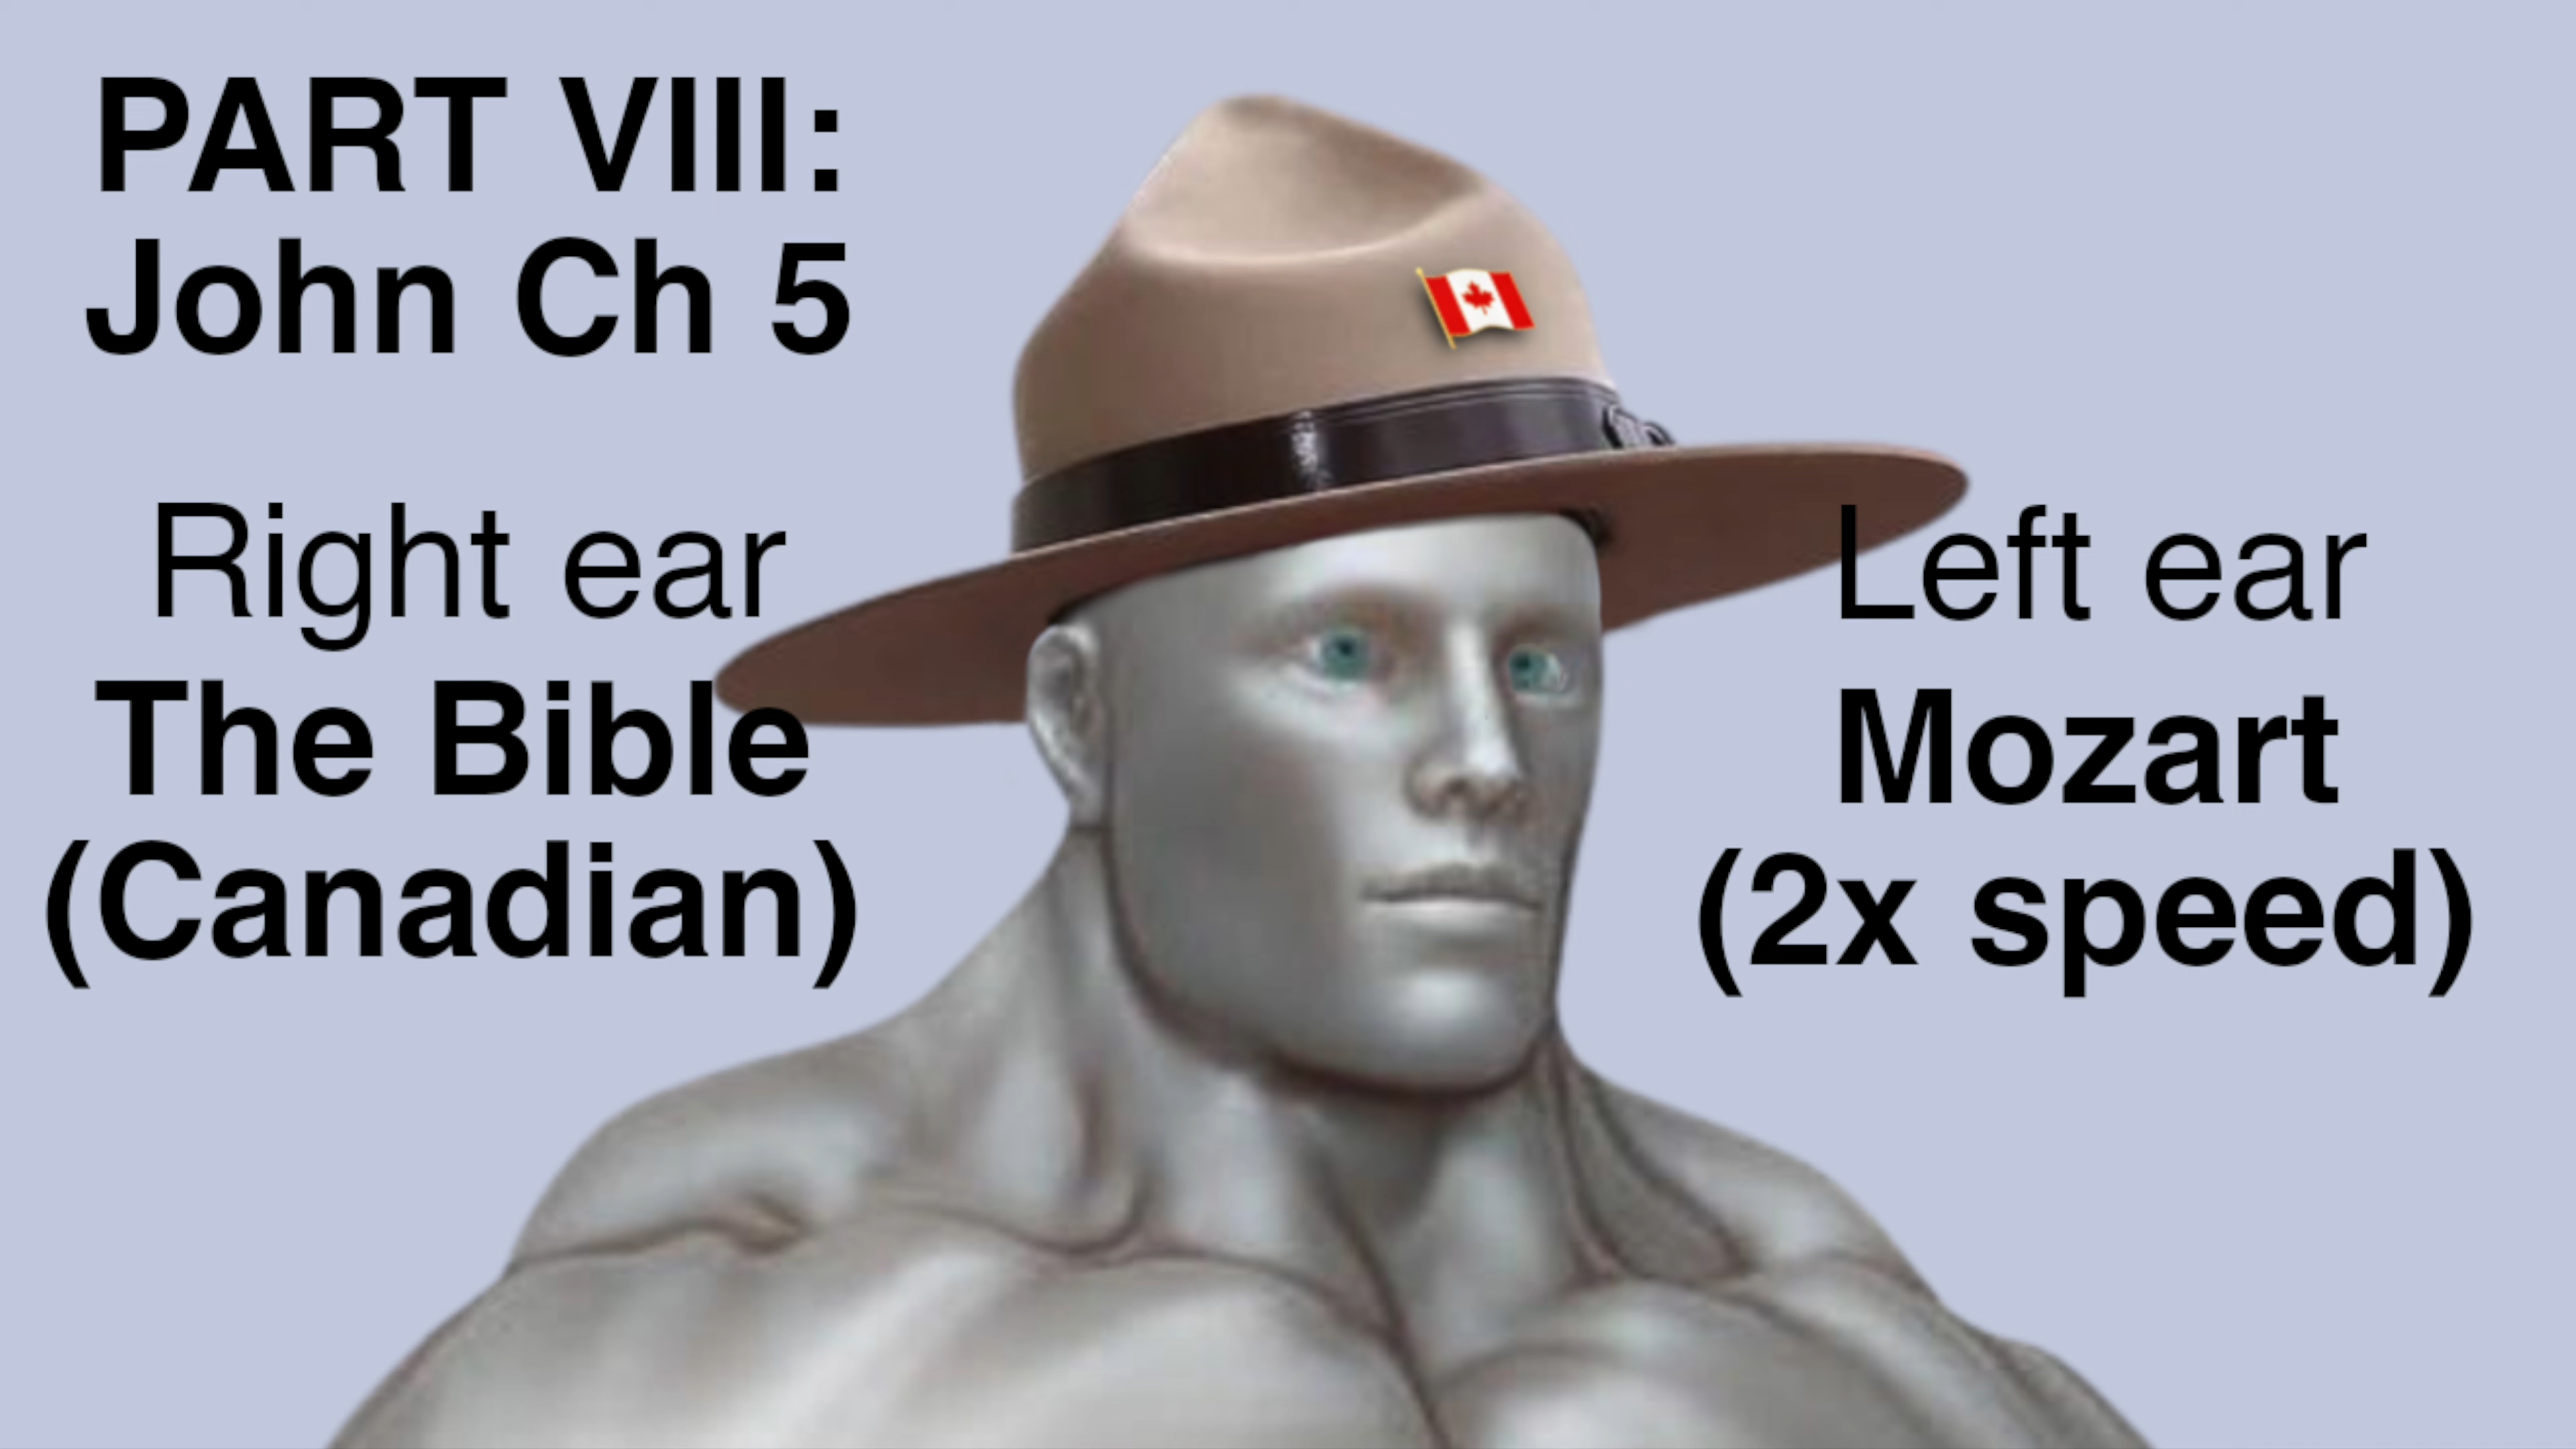 PART VIII:
John Ch 5
Right ear
The Bible
(Canadian)
Left ear
Mozart
(2x speed)